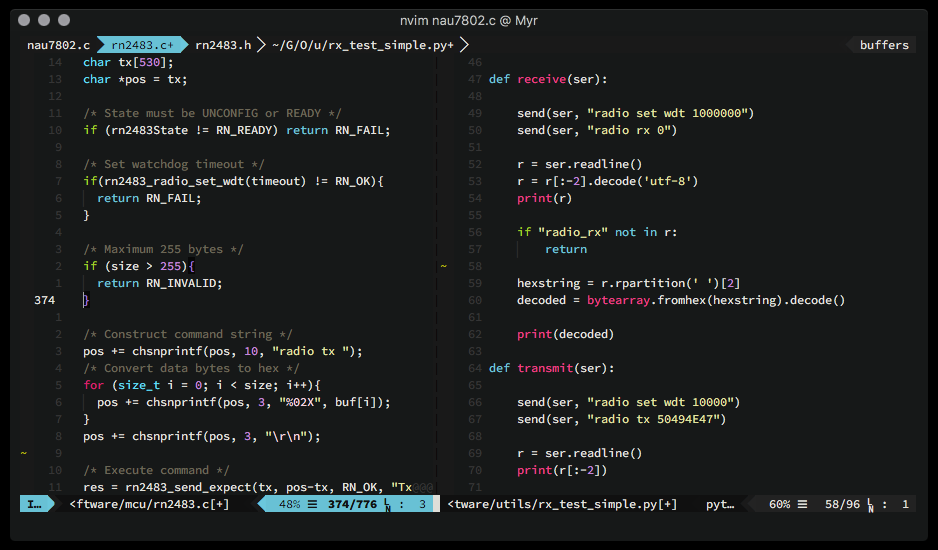 nvim nau7802.c @ Myr
nau7802.c rn2483.c+ rn2483.h ~/G/O/u/rx_test_simple.py+ buffers
14 char tx[530];
13 char *pos = tx;
12
11 /* State must be UNCONFIG or READY */
10 if (rn2483State != RN_READY) return RN_FAIL;
9
8 /* Set watchdog timeout */
7 if(rn2483_radio_set_wdt(timeout) != RN_OK){
6 return RN_FAIL;
5 }
4
3 /* Maximum 255 bytes */
2 if (size > 255){
1 return RN_INVALID;
374 }
1
2 /* Construct command string */
3 pos += chsnprintf(pos, 10, "radio tx ");
4 /* Convert data bytes to hex */
5 for (size_t i = 0; i < size; i++){
6 pos += chsnprintf(pos, 3, "%02X", buf[i]);
7 }
8 pos += chsnprintf(pos, 3, "\r\n");
~ 9
10 /* Execute command */
11 res = rn2483_send_expect(tx, pos-tx, RN_OK, "Tx@@@
I… <ftware/mcu/rn2483.c[+] 48% ☰ 374/776 LN : 3
46
47 def receive(ser):
48
49 send(ser, "radio set wdt 1000000")
50 send(ser, "radio rx 0")
51
52 r = ser.readline()
53 r = r[:-2].decode('utf-8')
54 print(r)
55
56 if "radio_rx" not in r:
57 return
~ 58
59 hexstring = r.rpartition(' ')[2]
60 decoded = bytearray.fromhex(hexstring).decode()
61
62 print(decoded)
63
64 def transmit(ser):
65
66 send(ser, "radio set wdt 10000")
67 send(ser, "radio tx 50494E47")
68
69 r = ser.readline()
70 print(r[:-2])
71
<tware/utils/rx_test_simple.py[+] pyt… 60% ☰ 58/96 LN : 1